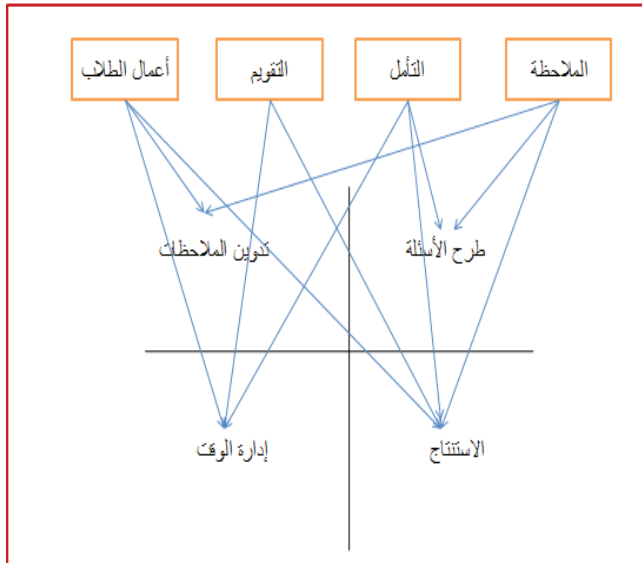 الملاحظة
التأمل
التقويم
أعمال الطلاب
طرح الأسئلة
تدوين الملاحظات
الاستنتاج
إدارة الوقت